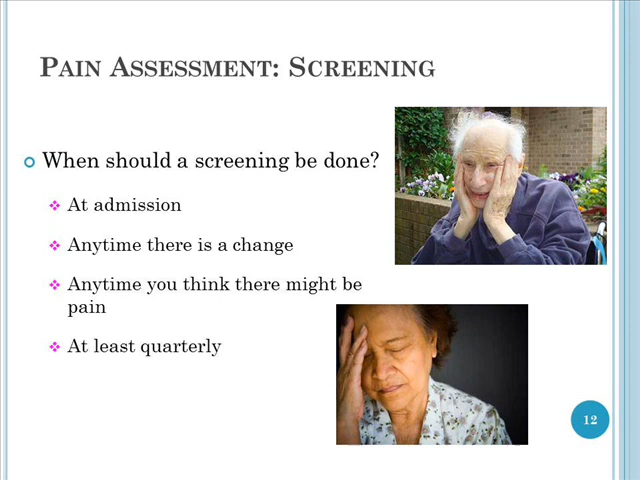 PAIN ASSESSMENT: SCREENING
When should a screening be done?
At admission
Anytime there is a change
Anytime you think there might be
pain
At least quarterly
12